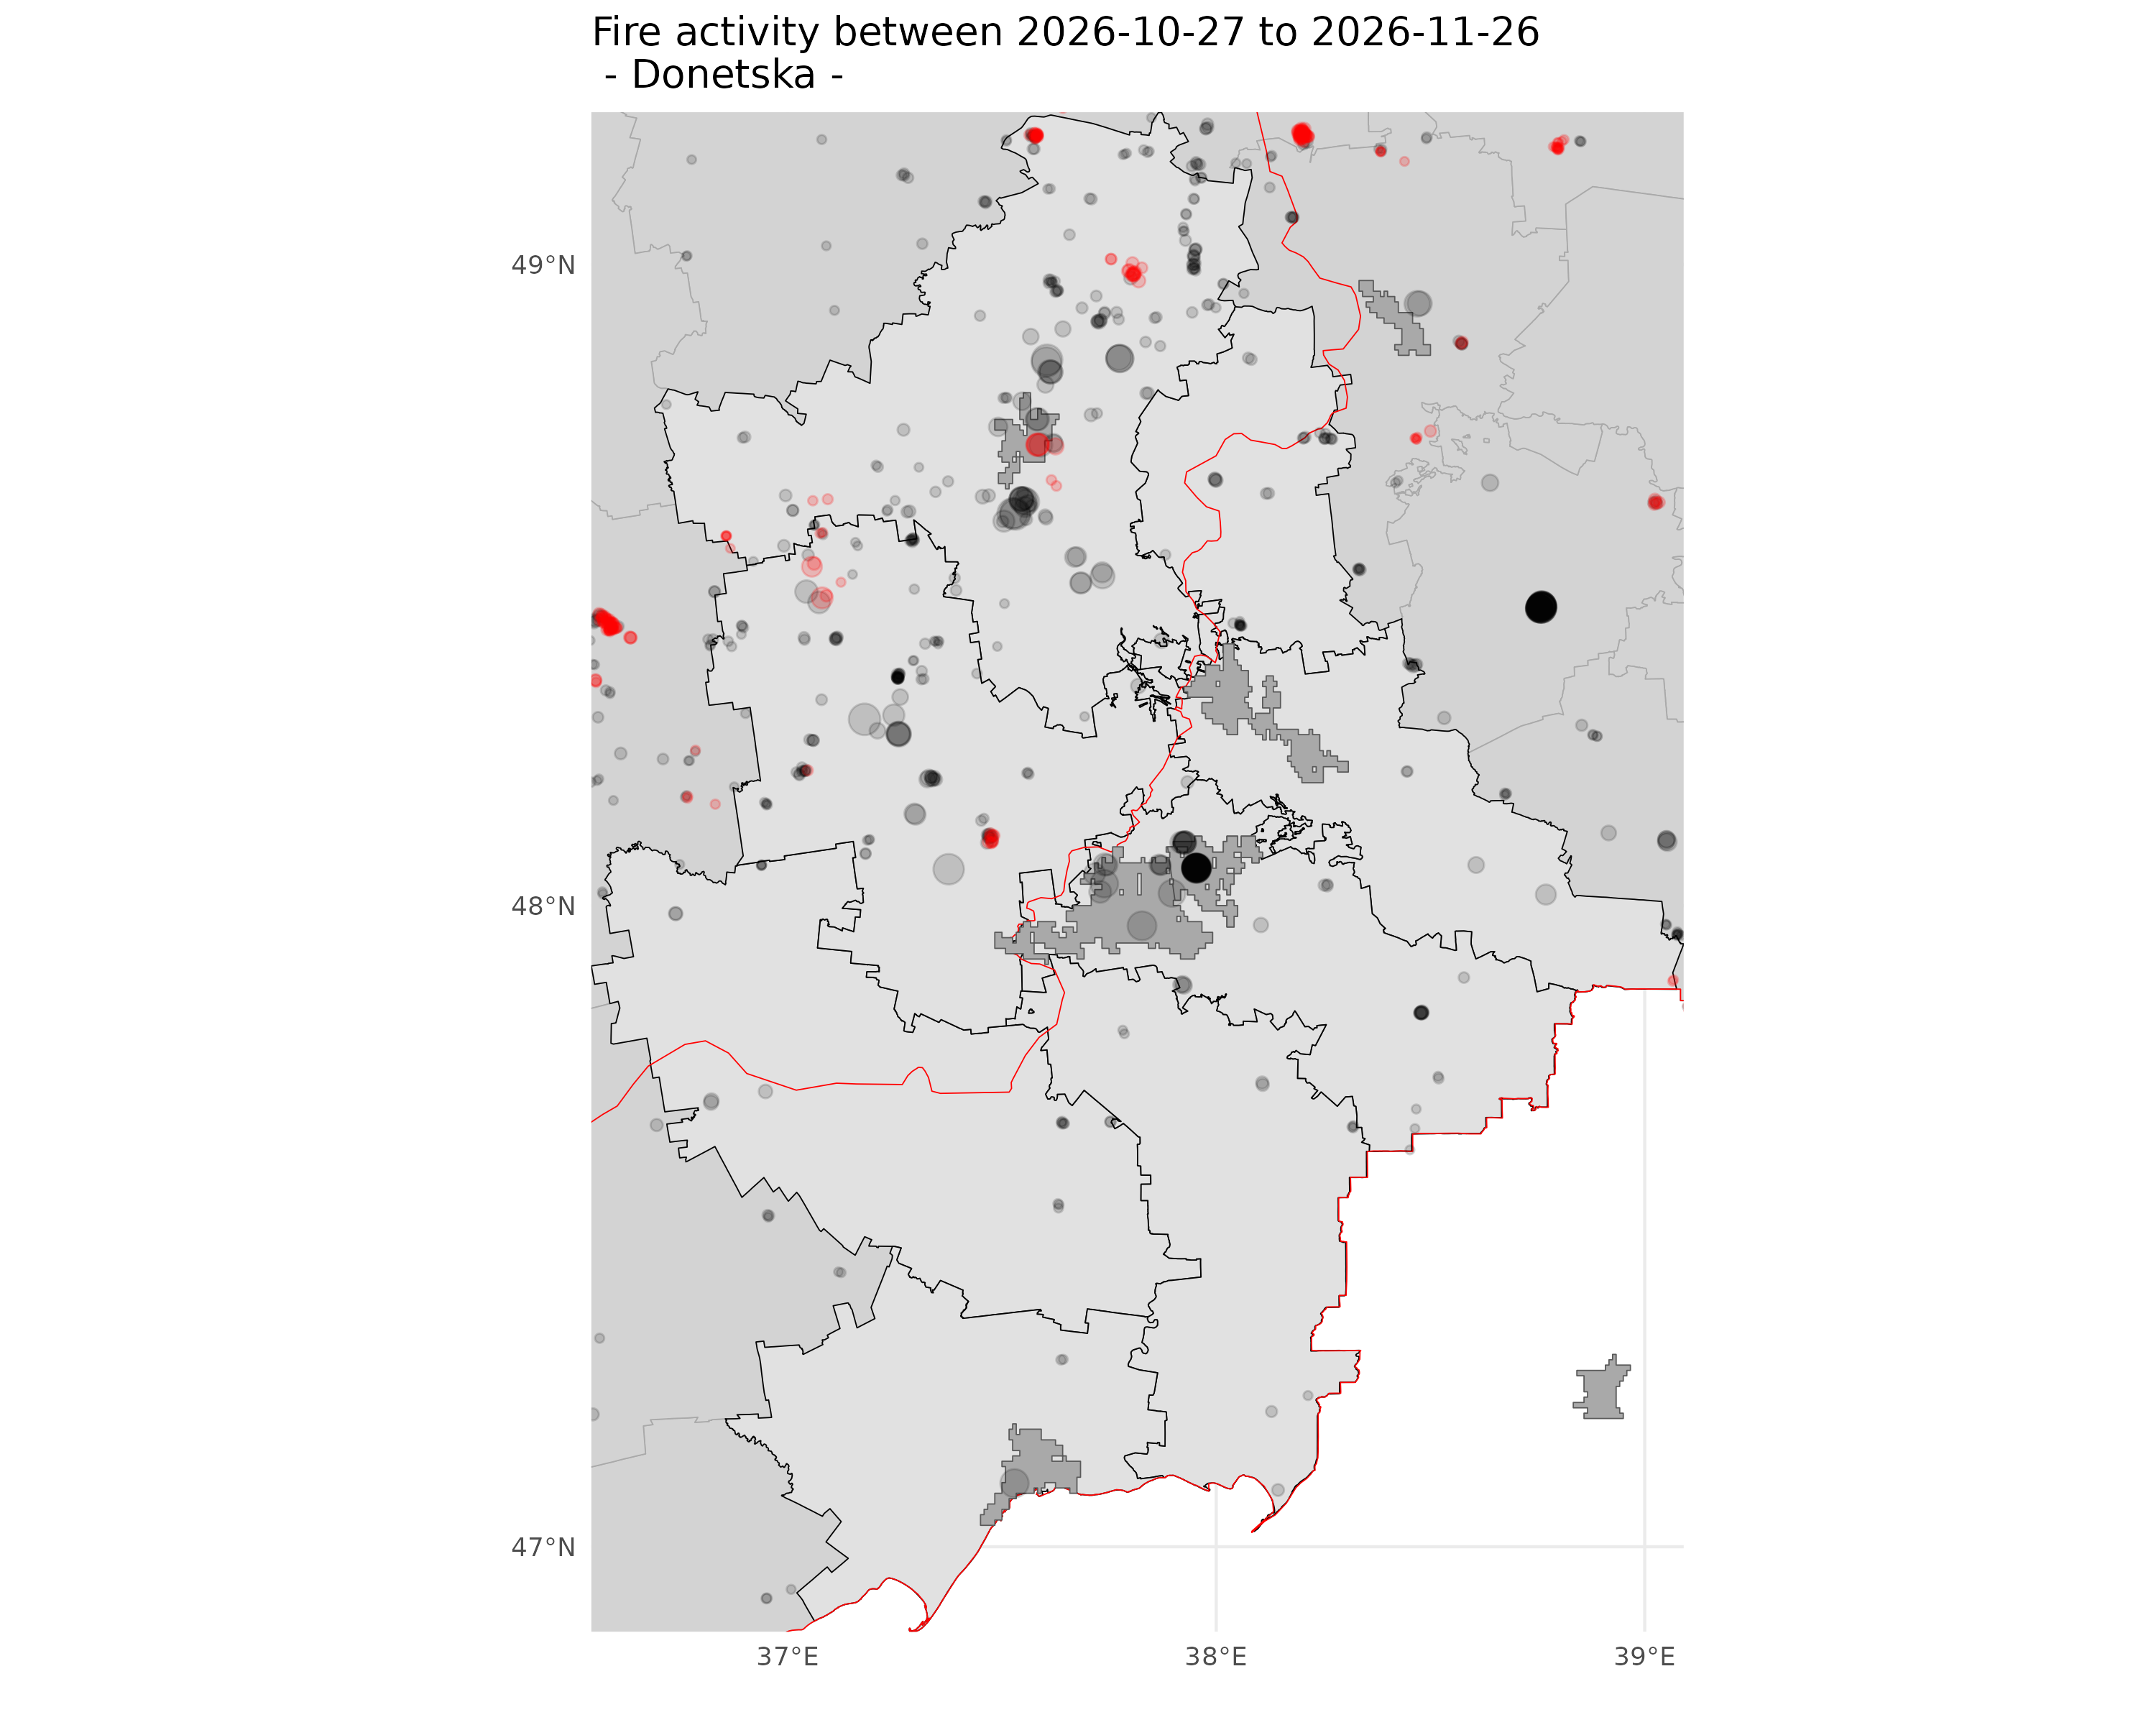 Fire activity between 2026-10-27 to 2026-11-26
- Donetska -
49°N
48°N
47°N
37°E 38°E 39°E